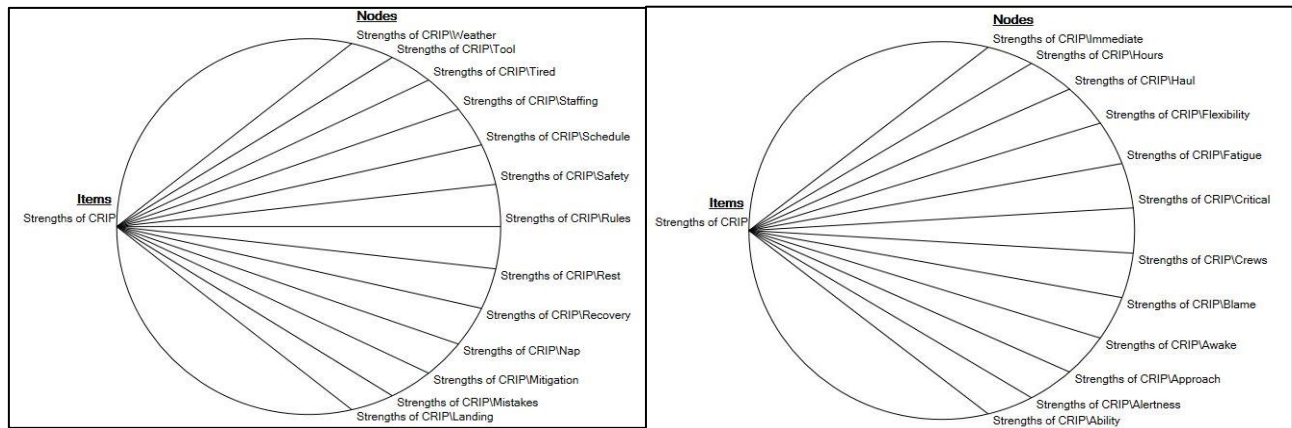 Nodes
Strengths of CRIP\Weather
Strengths of CRIP\Tool
Strengths of CRIP\Tired
Strengths of CRIP\Staffing
Strengths of CRIP\Schedule
Strengths of CRIP\Safety
Items
Strengths of CRIP
Strengths of CRIP\Rules
Strengths of CRIP\Rest
Strengths of CRIP\Recovery
Strengths of CRIP\Nap
Strengths of CRIP\Mitigation
Strengths of CRIP\Mistakes
Strengths of CRIP\Landing
Nodes
Strengths of CRIP\Immediate
Strengths of CRIP\Hours
Strengths of CRIP\Haul
Strengths of CRIP\Flexibility
Strengths of CRIP\Fatigue
Strengths of CRIP\Critical
Items
Strengths of CRIP
Strengths of CRIP\Crews
Strengths of CRIP\Blame
Strengths of CRIP\Awake
Strengths of CRIP\Approach
Strengths of CRIP\Alertness
Strengths of CRIP\Ability